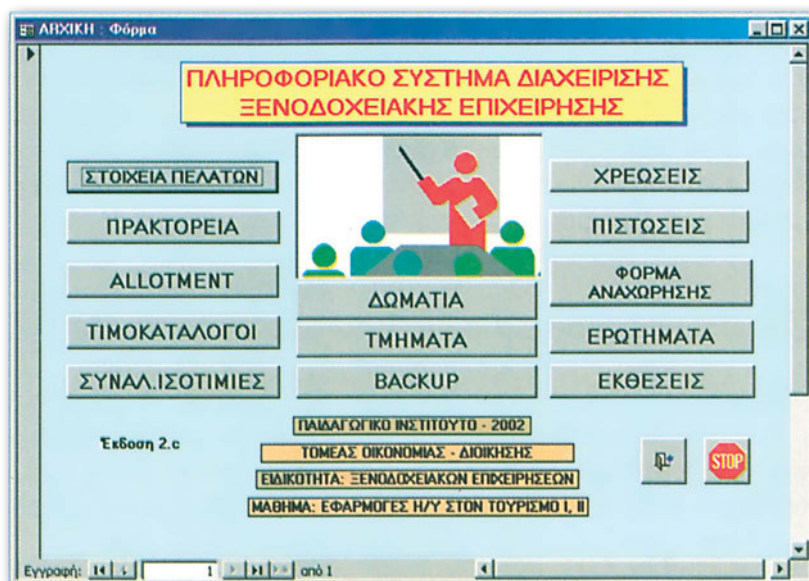 ΑRΧΙΚΗ : Φόρμα
ΠΛΗΡΟΦΟΡΙΑΚΟ ΣΥΣΤΗΜΑ ΔΙΑΧΕΙΡΙΣΗΣ
ΞΕΝΟΔΟΧΕΙΑΚΗΣ ΕΠΙΧΕΙΡΗΣΗΣ
ΣΤΟΙΧΕΙΑ ΠΕΛΑΤΩΝ
ΠΡΑΚΤΟΡΕΙΑ
ALLOTMENT
ΤΙΜΟΚΑΤΑΛΟΓΟΙ
ΣΥΝΑΛ.ΙΣΟΤΙΜΙΕΣ
ΔΩΜΑΤΙΑ
ΤΜΗΜΑΤΑ
BACKUP
ΧΡΕΩΣΕΙΣ
ΠΙΣΤΩΣΕΙΣ
ΦΟΡΜΑ
ΑΝΑΧΩΡΗΣΗΣ
ΕΡΩΤΗΜΑΤΑ
ΕΚΘΕΣΕΙΣ
Έκδοση 2.c
ΠΑΙΔΑΓΩΓΙΚΟ ΙΝΣΤΙΤΟΥΤΟ - 2002
ΤΟΜΕΑΣ ΟΙΚΟΝΟΜΙΑΣ - ΔΙΟΙΚΗΣΗΣ
ΕΙΔΙΚΟΤΗΤΑ: ΞΕΝΟΔΟΧΕΙΑΚΩΝ ΕΠΙΧΕΙΡΗΣΕΩΝ
ΜΑΘΗΜΑ: ΕΦΑΡΜΟΓΕΣ Η/Υ ΣΤΟΝ ΤΟΥΡΙΣΜΟ Ι, ΙΙ
STOP
Εγγραφή: 1 από 1